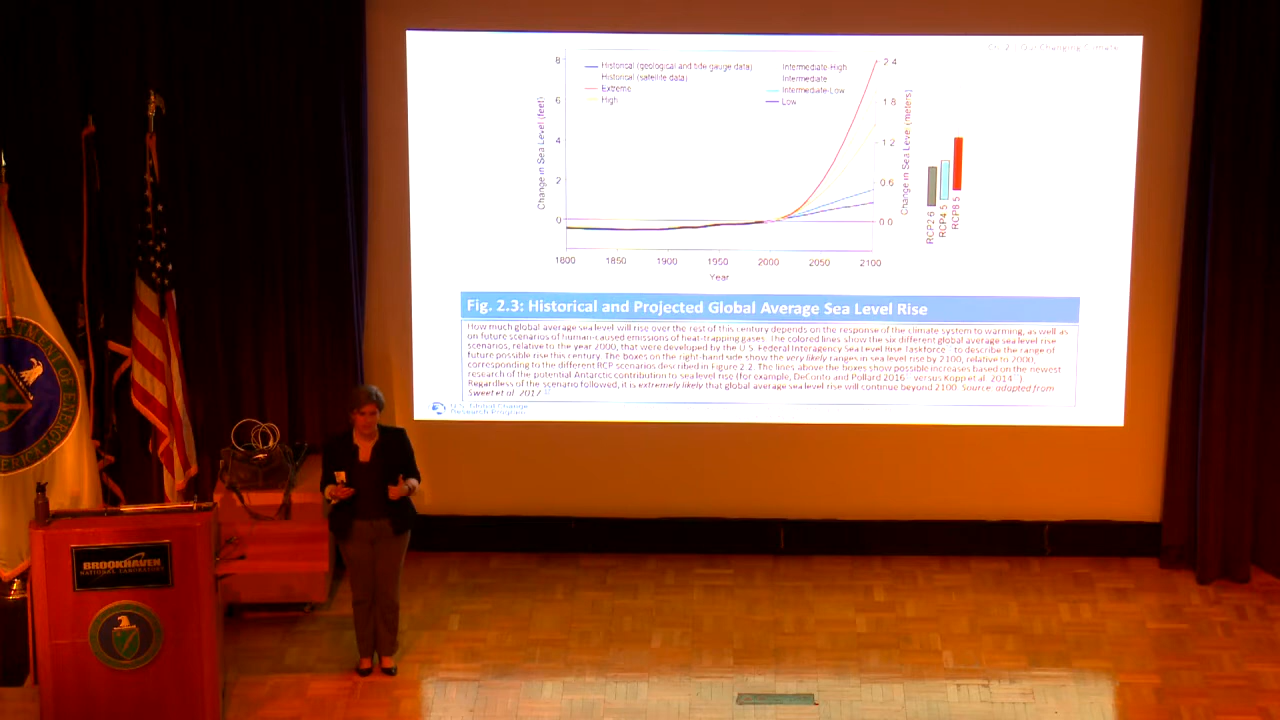 Ch. 2 | Our Changing Climate
8
6
4
2
0
Change in Sea Level (feet)
Historical (geological and tide gauge data)
Historical (satellite data)
Extreme
High
Intermediate-High
Intermediate
Intermediate-Low
Low
2.4
1.8
1.2
0.6
0.0
Change in Sea Level (meters)
RCP2.6
RCP4.5
RCP8.5
1800 1850 1900 1950 2000 2050 2100
Year
Fig. 2.3: Historical and Projected Global Average Sea Level Rise
How much global average sea level will rise over the rest of this century depends on the response of the climate system to warming, as well as
on future scenarios of human-caused emissions of heat-trapping gases. The colored lines show the six different global average sea level rise
scenarios, relative to the year 2000, that were developed by the U.S. Federal Interagency Sea Level Rise Taskforce to describe the range of
future possible rise this century. The boxes on the right-hand side show the very likely ranges in sea level rise by 2100, relative to 2000,
corresponding to the different RCP scenarios described in Figure 2.2. The lines above the boxes show possible increases based on the newest
research of the potential Antarctic contribution to sea level rise (for example, DeConto and Pollard 2016 versus Kopp et al. 2014).
Regardless of the scenario followed, it is extremely likely that global average sea level rise will continue beyond 2100. Source: adapted from
Sweet et al. 2017.
U.S. Global Change
Research Program
BROOKHAVEN
NATIONAL LABORATORY